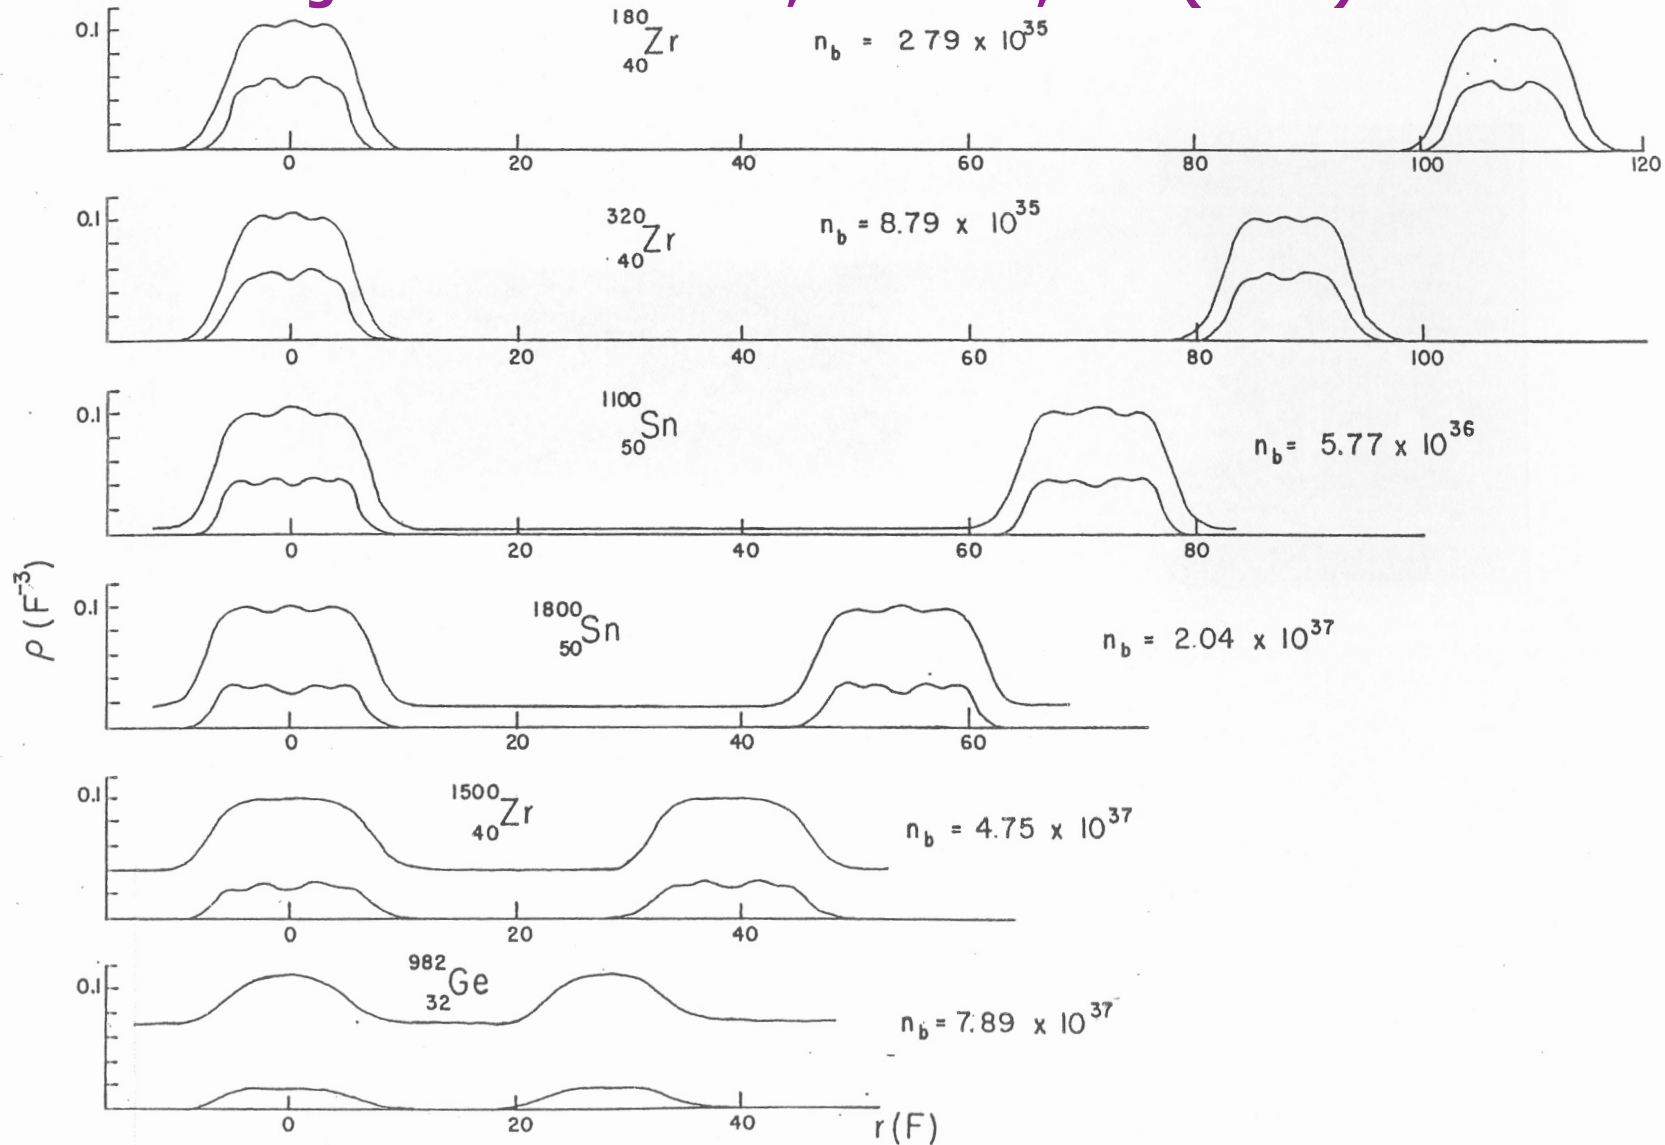 0.1
180
40 Zr
n_b = 2 79 x 10^35
0 20 40 60 80 100 120
0.1
320
40 Zr
n_b = 8.79 x 10^35
0 20 40 60 80 100
0.1
1100
50 Sn
n_b = 5.77 x 10^36
0 20 40 60 80
ρ (F^-3)
0.1
1800
50 Sn
n_b = 2.04 x 10^37
0 20 40 60
0.1
1500
40 Zr
n_b = 4.75 x 10^37
0 20 40
0.1
982
32 Ge
n_b = 7.89 x 10^37
0 20 40 r (F)